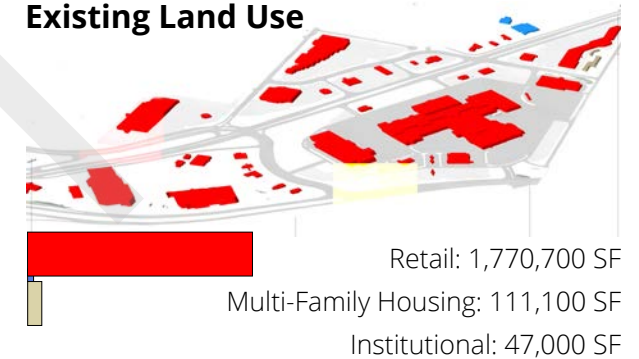 Existing Land Use
Retail: 1,770,700 SF
Multi-Family Housing: 111,100 SF
Institutional: 47,000 SF